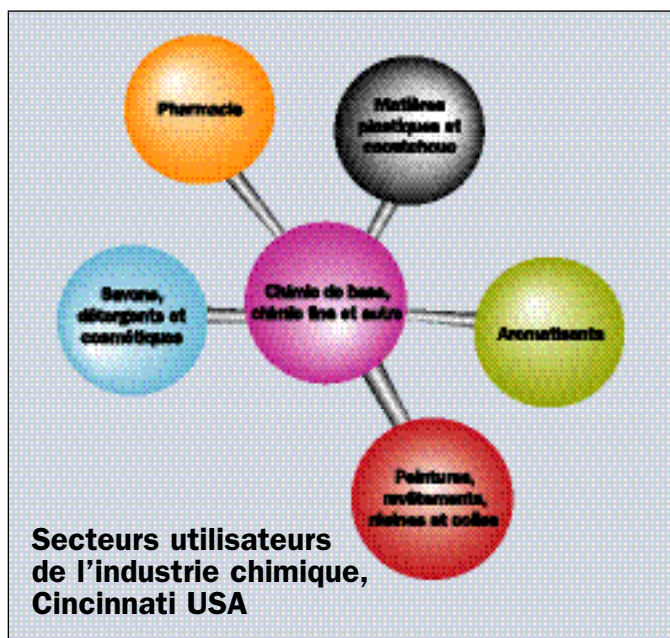 Pharmacie
Matières
plastiques et
caoutchouc
Savons,
détergents et
cosmétiques
Chimie de base,
chimie fine et autre
Aromatisants
Peintures,
revêtements,
résines et colles
Secteurs utilisateurs
de l'industrie chimique,
Cincinnati USA